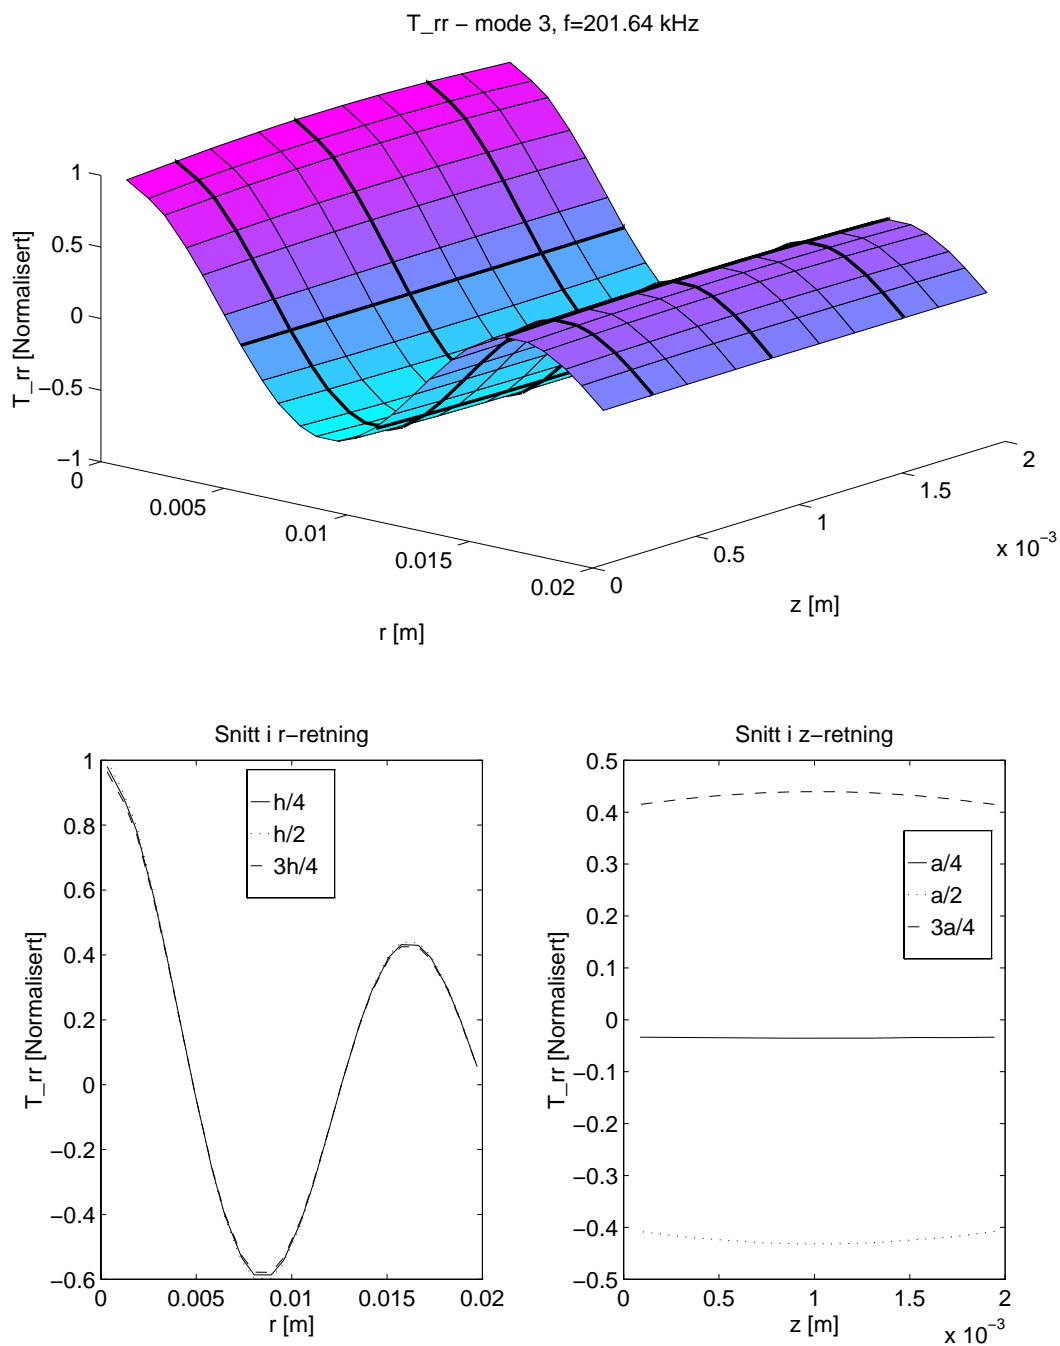 T_rr − mode 3, f=201.64 kHz
1
0.5
0
−0.5
−1
T_rr [Normalisert]
0
0.005
0.01
0.015
0.02
r [m]
0
0.5
1
1.5
2
x 10−3
z [m]
Snitt i r−retning
1
0.8
0.6
0.4
0.2
0
−0.2
−0.4
−0.6
T_rr [Normalisert]
h/4
h/2
3h/4
0 0.005 0.01 0.015 0.02
r [m]
Snitt i z−retning
0.5
0.4
0.3
0.2
0.1
0
−0.1
−0.2
−0.3
−0.4
−0.5
T_rr [Normalisert]
a/4
a/2
3a/4
0 0.5 1 1.5 2
z [m]
x 10−3